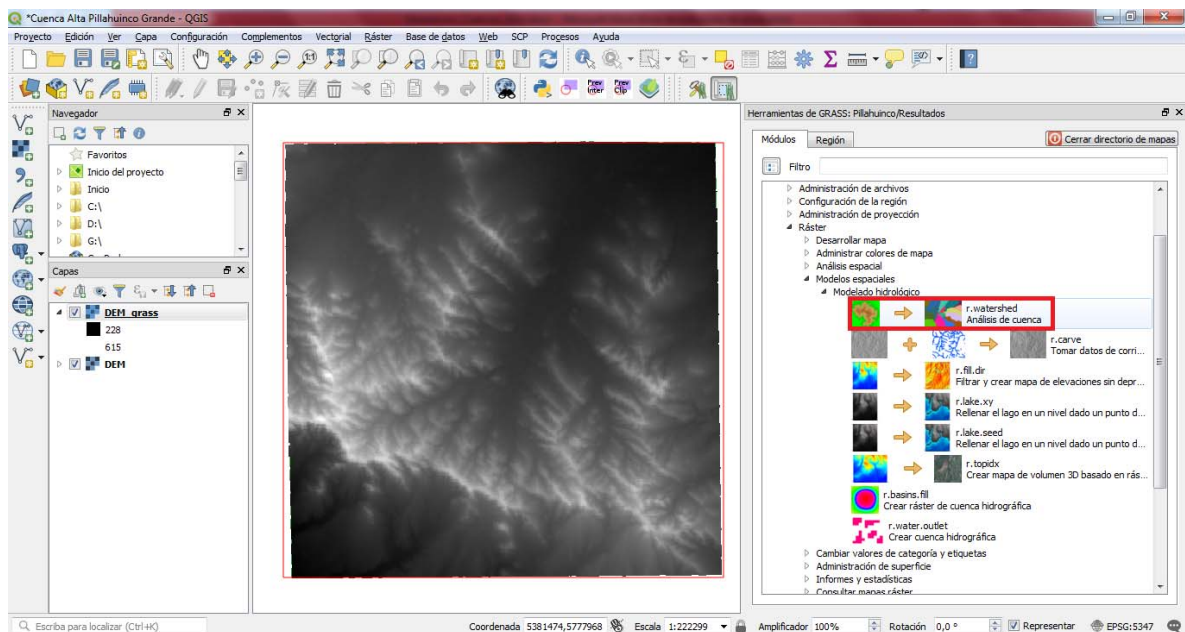 *Cuenca Alta Pillahuinco Grande - QGIS
Proyecto Edición Ver Capa Configuración Complementos Vectorial Ráster Base de datos Web SCP Procesos Ayuda
Prev Inter Prev Clip
Navegador
Favoritos
Inicio del proyecto
Inicio
C:\
D:\
G:\
Capas
DEM_grass
228
615
DEM
Herramientas de GRASS: Pillahuinco/Resultados
Módulos Región Cerrar directorio de mapas
Filtro
Administración de archivos
Configuración de la región
Administración de proyección
Ráster
Desarrollar mapa
Administrar colores de mapa
Análisis espacial
Modelos espaciales
Modelado hidrológico
r.watershed
Análisis de cuenca
r.carve
Tomar datos de corri...
r.fill.dir
Filtrar y crear mapa de elevaciones sin depr...
r.lake.xy
Rellenar el lago en un nivel dado un punto d...
r.lake.seed
Rellenar el lago en un nivel dado un punto d...
r.topidx
Crear mapa de volumen 3D basado en rás...
r.basins.fill
Crear ráster de cuenca hidrográfica
r.water.outlet
Crear cuenca hidrográfica
Cambiar valores de categoría y etiquetas
Administración de superficie
Informes y estadísticas
Consultar mapas ráster
Escriba para localizar (Ctrl+K) Coordenada 5381474,5777968 Escala 1:222299 Amplificador 100% Rotación 0,0 ° Representar EPSG:5347